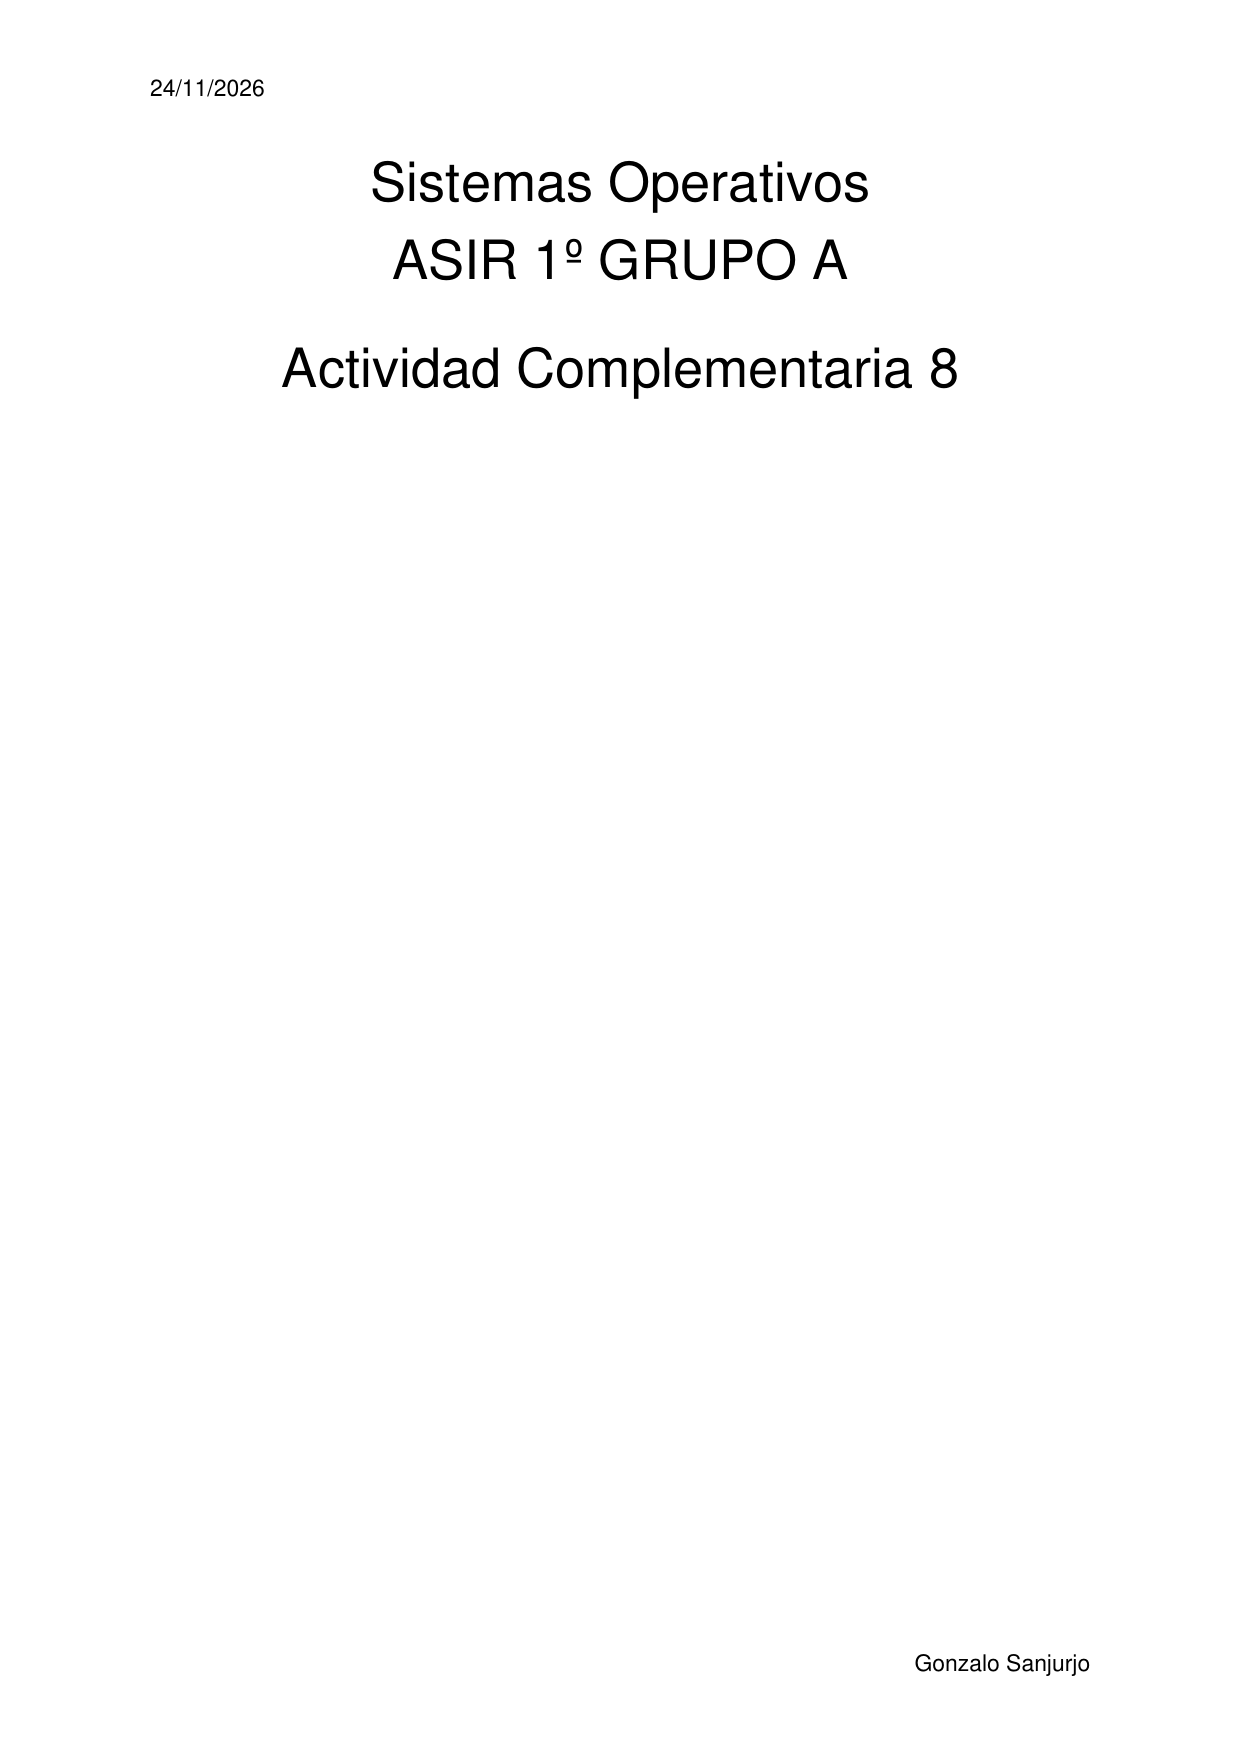 24/11/2026
Sistemas Operativos
ASIR 1º GRUPO A
Actividad Complementaria 8
Gonzalo Sanjurjo